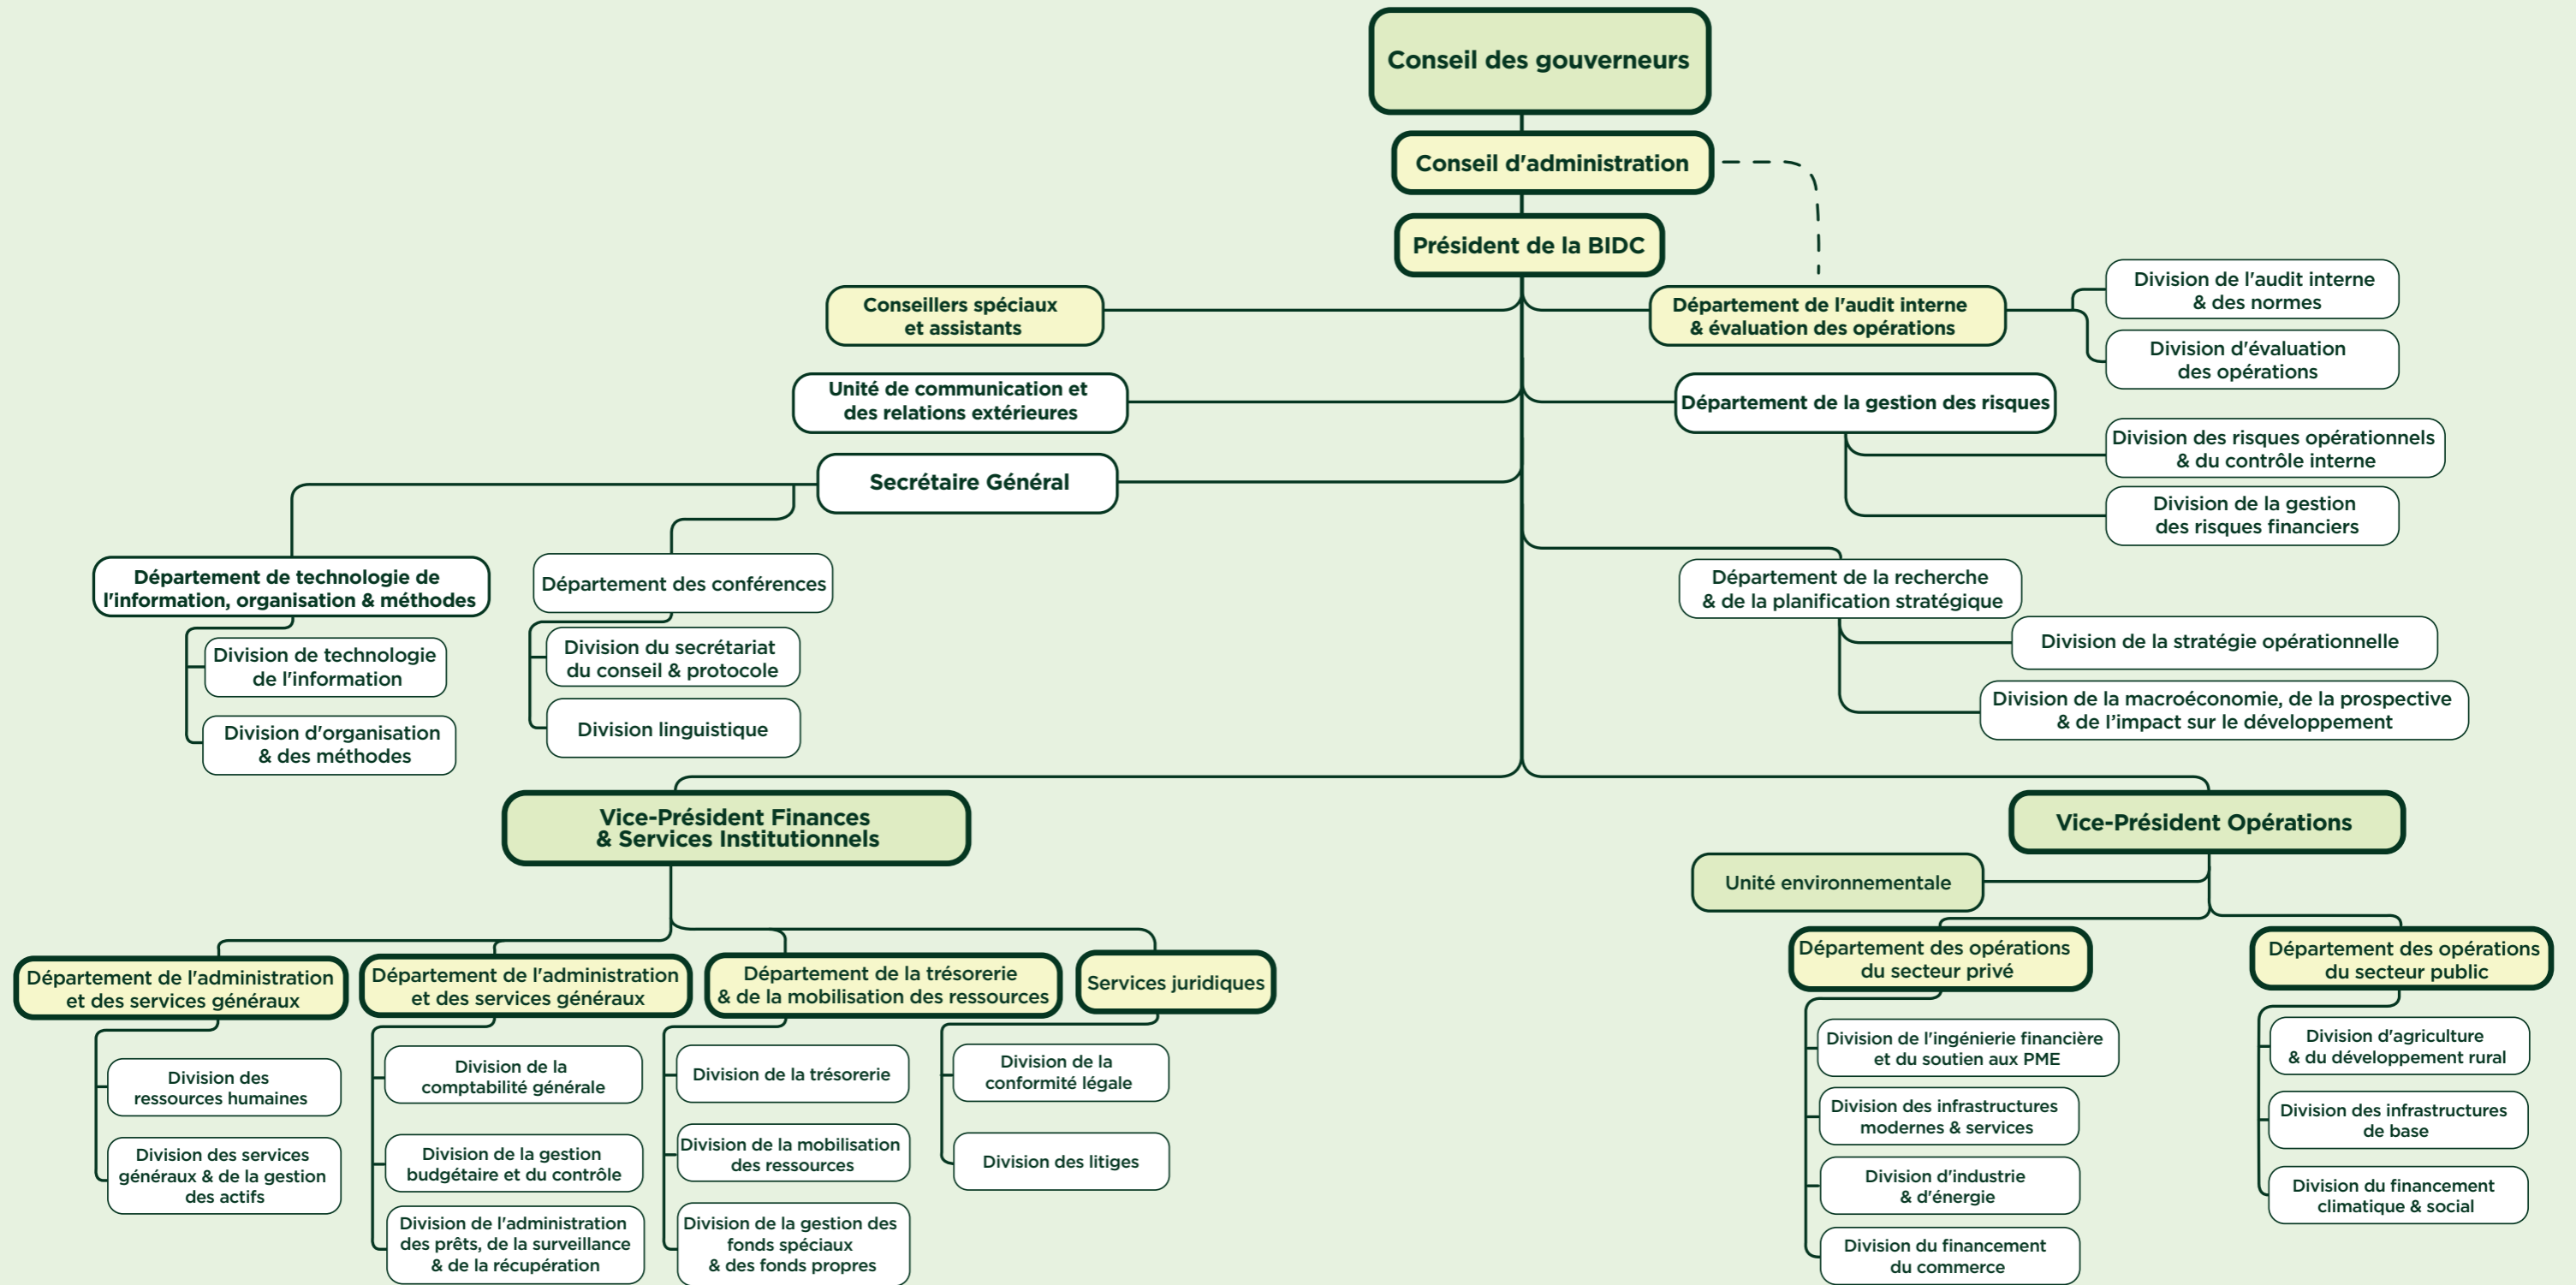 Conseil des gouverneurs
Conseil d'administration
Président de la BIDC
Conseillers spéciaux
et assistants
Département de l'audit interne
& évaluation des opérations
Division de l'audit interne
& des normes
Division d'évaluation
des opérations
Unité de communication et
des relations extérieures
Département de la gestion des risques
Division des risques opérationnels
& du contrôle interne
Division de la gestion
des risques financiers
Secrétaire Général
Département de technologie de
l'information, organisation & méthodes
Division de technologie
de l'information
Division d'organisation
& des méthodes
Département des conférences
Division du secrétariat
du conseil & protocole
Division linguistique
Département de la recherche
& de la planification stratégique
Division de la stratégie opérationnelle
Division de la macroéconomie, de la prospective
& de l’impact sur le développement
Vice-Président Finances
& Services Institutionnels
Département de l'administration
et des services généraux
Division des
ressources humaines
Division des services
généraux & de la gestion
des actifs
Département de l'administration
et des services généraux
Division de la
comptabilité générale
Division de la gestion
budgétaire et du contrôle
Division de l'administration
des prêts, de la surveillance
& de la récupération
Département de la trésorerie
& de la mobilisation des ressources
Division de la trésorerie
Division de la mobilisation
des ressources
Division de la gestion des
fonds spéciaux
& des fonds propres
Services juridiques
Division de la
conformité légale
Division des litiges
Vice-Président Opérations
Unité environnementale
Département des opérations
du secteur privé
Division de l'ingénierie financière
et du soutien aux PME
Division des infrastructures
modernes & services
Division d'industrie
& d'énergie
Division du financement
du commerce
Département des opérations
du secteur public
Division d'agriculture
& du développement rural
Division des infrastructures
de base
Division du financement
climatique & social